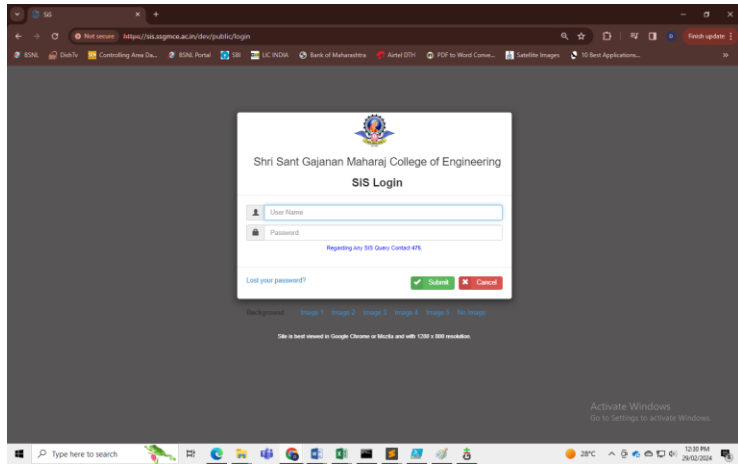 SiS
Not secure https://sis.ssgmce.ac.in/dev/public/login
Finish update
BSNL DishTv Controlling Area Da... BSNL Portal SBI LIC INDIA Bank of Maharashtra Airtel DTH PDF to Word Conve... Satellite Images 10 Best Applications...
Shri Sant Gajanan Maharaj College of Engineering
SiS Login
User Name
Password
Regarding Any SIS Query Contact 476.
Lost your password?
Submit Cancel
Background Image 1 Image 2 Image 3 Image 4 Image 5 No Image
Site is best viewed in Google Chrome or Mozila and with 1280 x 800 resolution.
Activate Windows
Go to Settings to activate Windows.
Type here to search
28°C
12:10 PM
29/02/2024